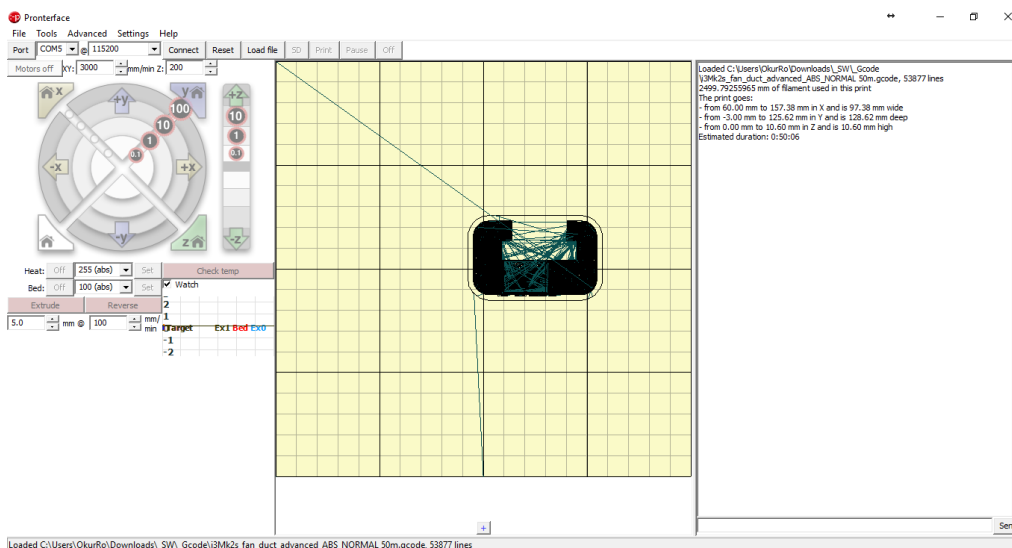 Pronterface
File Tools Advanced Settings Help
Port COM5 @ 115200 Connect Reset Load file SD Print Pause Off
Motors off XY: 3000 mm/min Z: 200
X y +y +Z
100 10
10 1
1 0.1
0.1
-X +X
-y z -Z
Heat: Off 255 (abs) Set Check temp
Bed: Off 100 (abs) Set Watch
Extrude Reverse
5.0 mm @ 100 mm/
min
2
1
Target Ex1 Bed Ex0
-1
-2
+
Loaded C:\Users\OkurRo\Downloads\_SW\_Gcode
\i3Mk2s_fan_duct_advanced_ABS_NORMAL 50m.gcode, 53877 lines
2499.79255965 mm of filament used in this print
The print goes:
- from 60.00 mm to 157.38 mm in X and is 97.38 mm wide
- from -3.00 mm to 125.62 mm in Y and is 128.62 mm deep
- from 0.00 mm to 10.60 mm in Z and is 10.60 mm high
Estimated duration: 0:50:06
Sen
Loaded C:\Users\OkurRo\Downloads\_SW\_Gcode\i3Mk2s_fan_duct_advanced_ABS_NORMAL 50m.gcode, 53877 lines